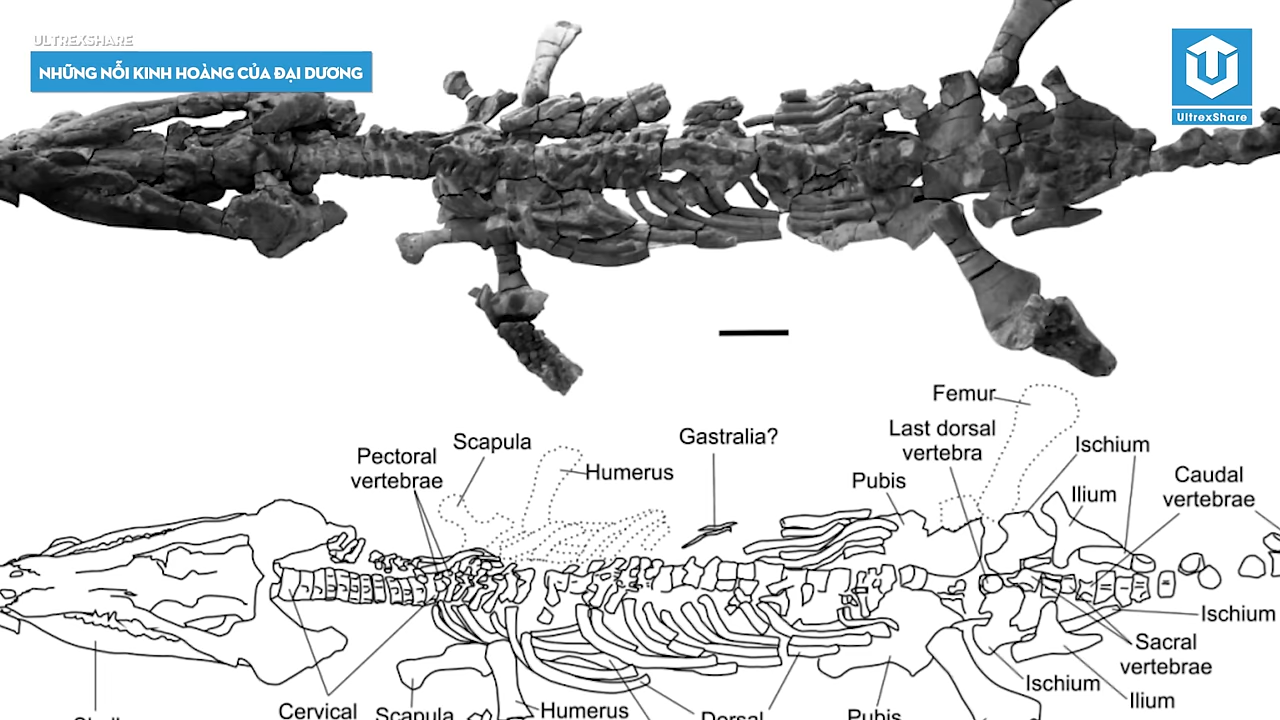 ULTREXSHARE
NHỮNG NỖI KINH HOÀNG CỦA ĐẠI DƯƠNG
UltrexShare
Femur
Last dorsal
vertebra
Ischium
Gastralia?
Scapula
Humerus
Pectoral
vertebrae
Pubis
Ilium
Caudal
vertebrae
Ischium
Sacral
vertebrae
Ischium
Ilium
Cervical
Scapula
Humerus
Dorsal
Pubis